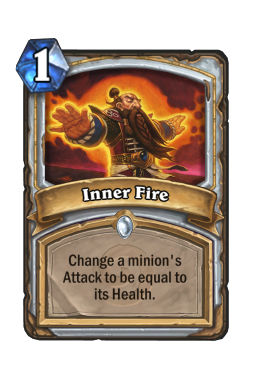 1
Inner Fire
Change a minion's
Attack to be equal to
its Health.